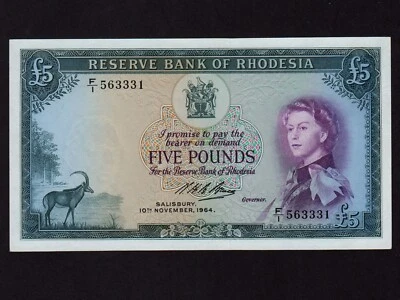 RESERVE BANK OF RHODESIA
£5
£5
F/1 563331
I promise to pay the
bearer on demand
FIVE POUNDS
For the Reserve Bank of Rhodesia
SALISBURY,
10TH NOVEMBER, 1964.
Governor.
F/1 563331
£5